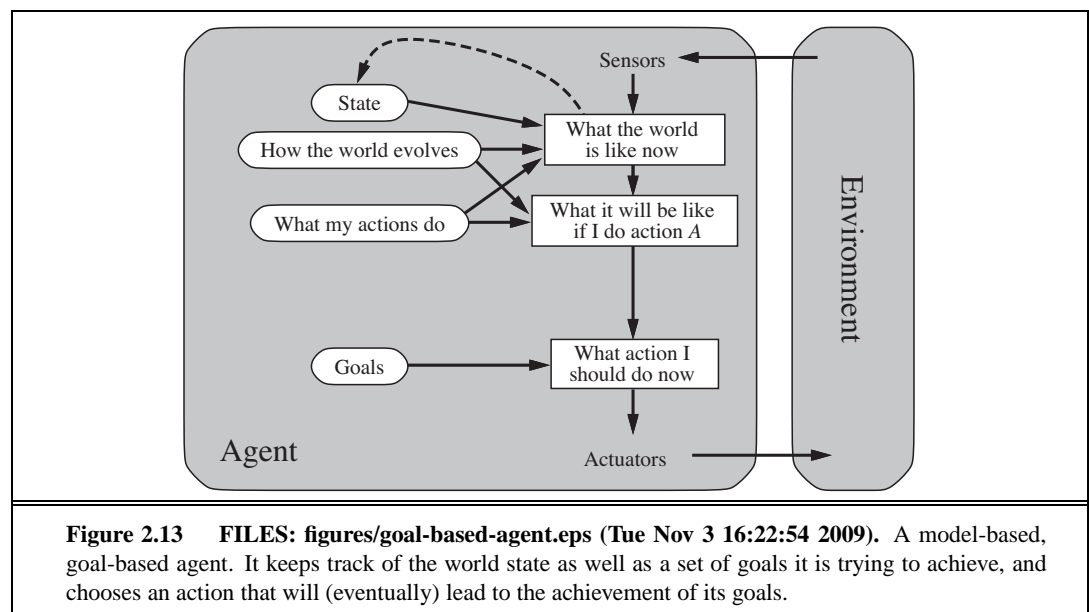 Sensors
State
What the world
is like now
How the world evolves
What my actions do
What it will be like
if I do action A
Goals
What action I
should do now
Agent
Actuators
Environment
Figure 2.13 FILES: figures/goal-based-agent.eps (Tue Nov 3 16:22:54 2009). A model-based,
goal-based agent. It keeps track of the world state as well as a set of goals it is trying to achieve, and
chooses an action that will (eventually) lead to the achievement of its goals.